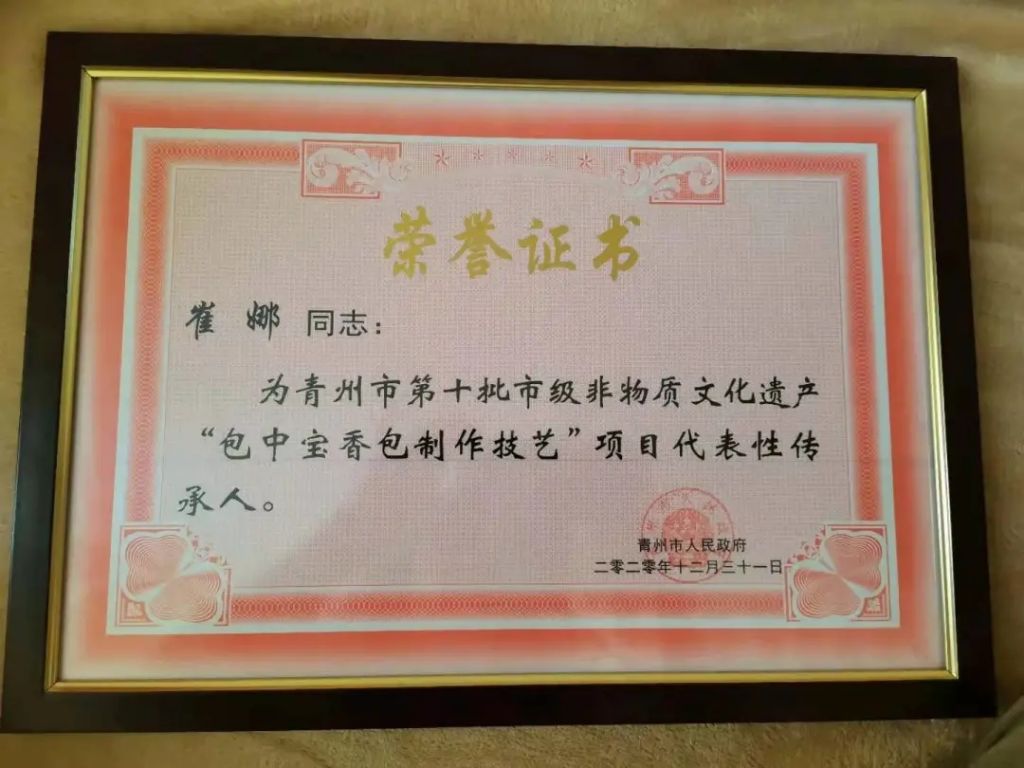 荣誉证书
崔 娜 同志：
为青州市第十批市级非物质文化遗产
“包中宝香包制作技艺”项目代表性传
承人。
青州市人民政府
二零二零年十二月三十一日